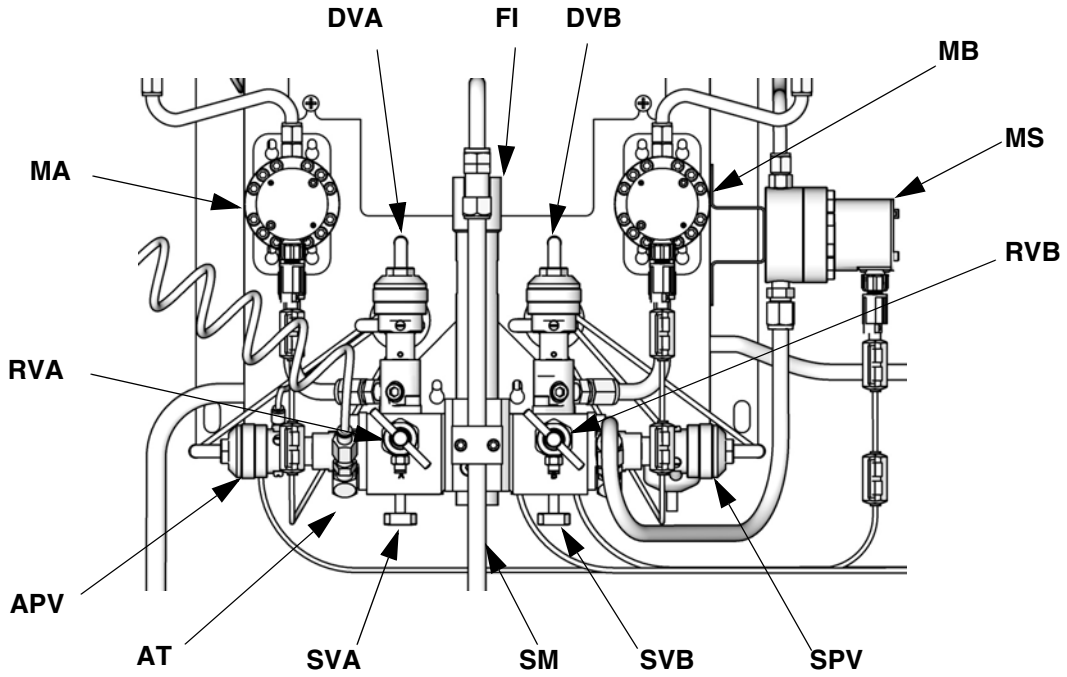 DVA FI DVB
MB
MS
MA
RVB
RVA
APV
AT SVA SM SVB SPV